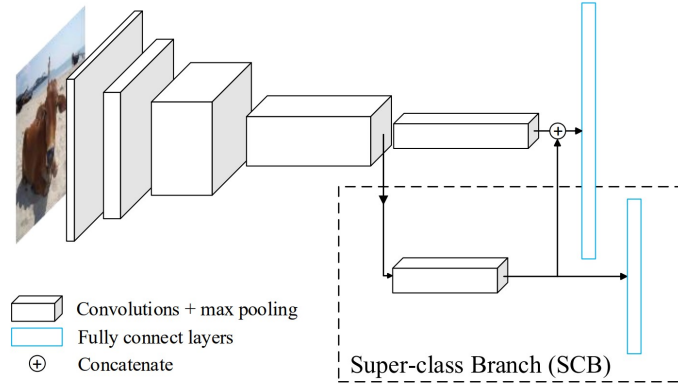 Convolutions + max pooling
Fully connect layers
Concatenate
Super-class Branch (SCB)